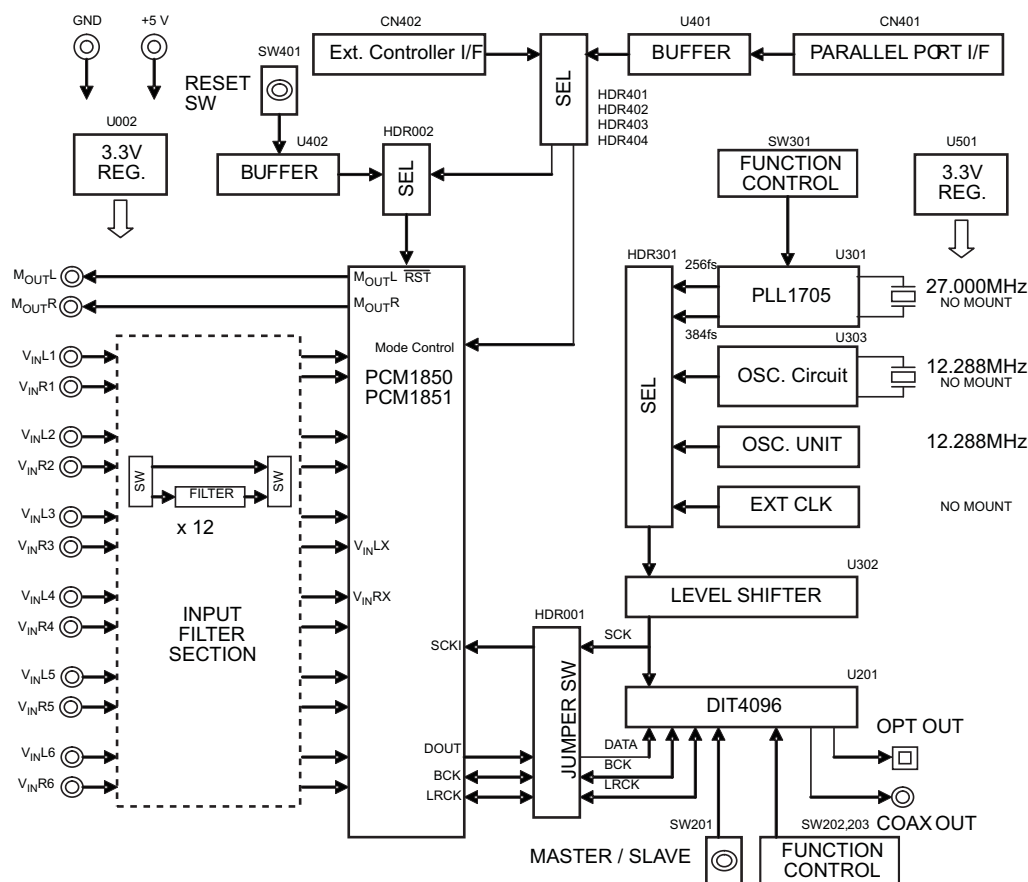 GND
+5 V
CN402
U401
CN401
SW401
Ext. Controller I/F
BUFFER
PARALLEL PORT I/F
RESET
SW
SEL
HDR401
HDR402
HDR403
HDR404
U002
U402
HDR002
3.3V
REG.
BUFFER
SEL
SW301
FUNCTION
CONTROL
U501
3.3V
REG.
HDR301
256fs
U301
PLL1705
27.000MHz
NO MOUNT
384fs
U303
OSC. Circuit
12.288MHz
NO MOUNT
SEL
OSC. UNIT
12.288MHz
EXT CLK
NO MOUNT
MOUTL
MOUTR
MOUTL RST
MOUTR
Mode Control
PCM1850
PCM1851
VINL1
VINR1
VINL2
VINR2
VINL3
VINR3
VINL4
VINR4
VINL5
VINR5
VINL6
VINR6
SW
FILTER
SW
x 12
INPUT
FILTER
SECTION
VINLX
VINRX
SCKI
DOUT
BCK
LRCK
HDR001
JUMPER SW
U302
LEVEL SHIFTER
SCK
U201
DIT4096
DATA
BCK
LRCK
OPT OUT
COAX OUT
SW201
MASTER / SLAVE
SW202,203
FUNCTION
CONTROL